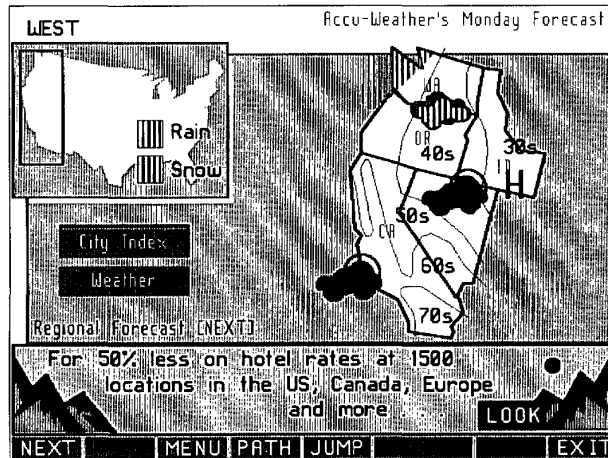 WEST
Accu-Weather's Monday Forecast
Rain
Snow
WA
OR
40s
30s
ID
H
50s
CA
60s
70s
City Index
Weather
Regional Forecast [NEXT]
For 50% less on hotel rates at 1500
locations in the US, Canada, Europe
and more
LOOK
NEXT MENU PATH JUMP EXIT